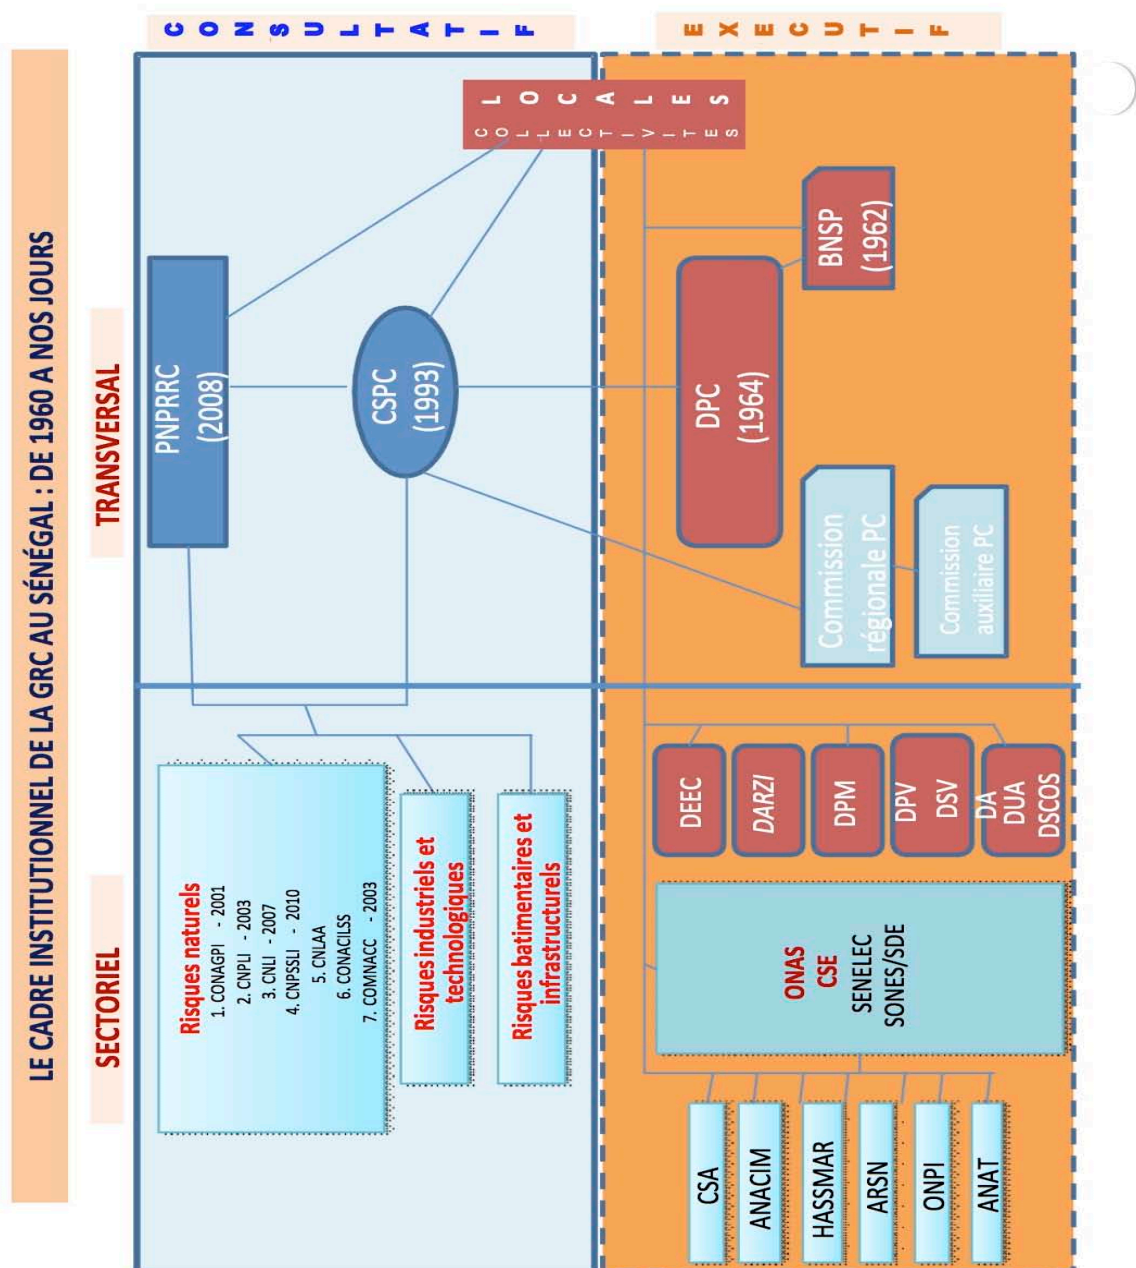 LE CADRE INSTITUTIONNEL DE LA GRC AU SÉNÉGAL : DE 1960 A NOS JOURS
SECTORIEL
TRANSVERSAL
CONSULTATIF
Risques naturels
1. CONAGPI - 2001
2. CNPLI - 2003
3. CNLI - 2007
4. CNPSSLI - 2010
5. CNLAA
6. CONACILSS
7. COMNACC - 2003
Risques industriels et
technologiques
Risques batimentaires et
infrastructurels
PNPRRC
(2008)
CSPC
(1993)
COLLECTIVITES
LOCALES
EXECUTIF
CSA
ANACIM
HASSMAR
ARSN
ONPI
ANAT
ONAS
CSE
SENELEC
SONES/SDE
DEEC
DARZI
DPM
DPV
DSV
DA
DUA
DSCOS
DPC
(1964)
BNSP
(1962)
Commission
régionale PC
Commission
auxiliaire PC